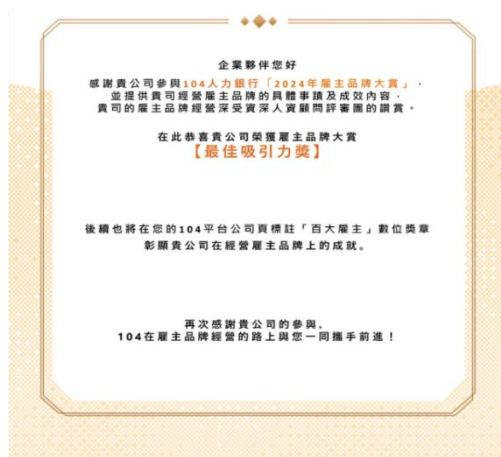 企業夥伴您好
感謝貴公司參與104人力銀行「2024年雇主品牌大賞」，
並提供貴司經營雇主品牌的具體事蹟及成效內容，
貴司的雇主品牌經營深受資深人資顧問評審團的讚賞。
在此恭喜貴公司榮獲雇主品牌大賞
【最佳吸引力獎】
後續也將在您的104平台公司頁標註「百大雇主」數位獎章
彰顯貴公司在經營雇主品牌上的成就。
再次感謝貴公司的參與，
104在雇主品牌經營的路上與您一同攜手前進！